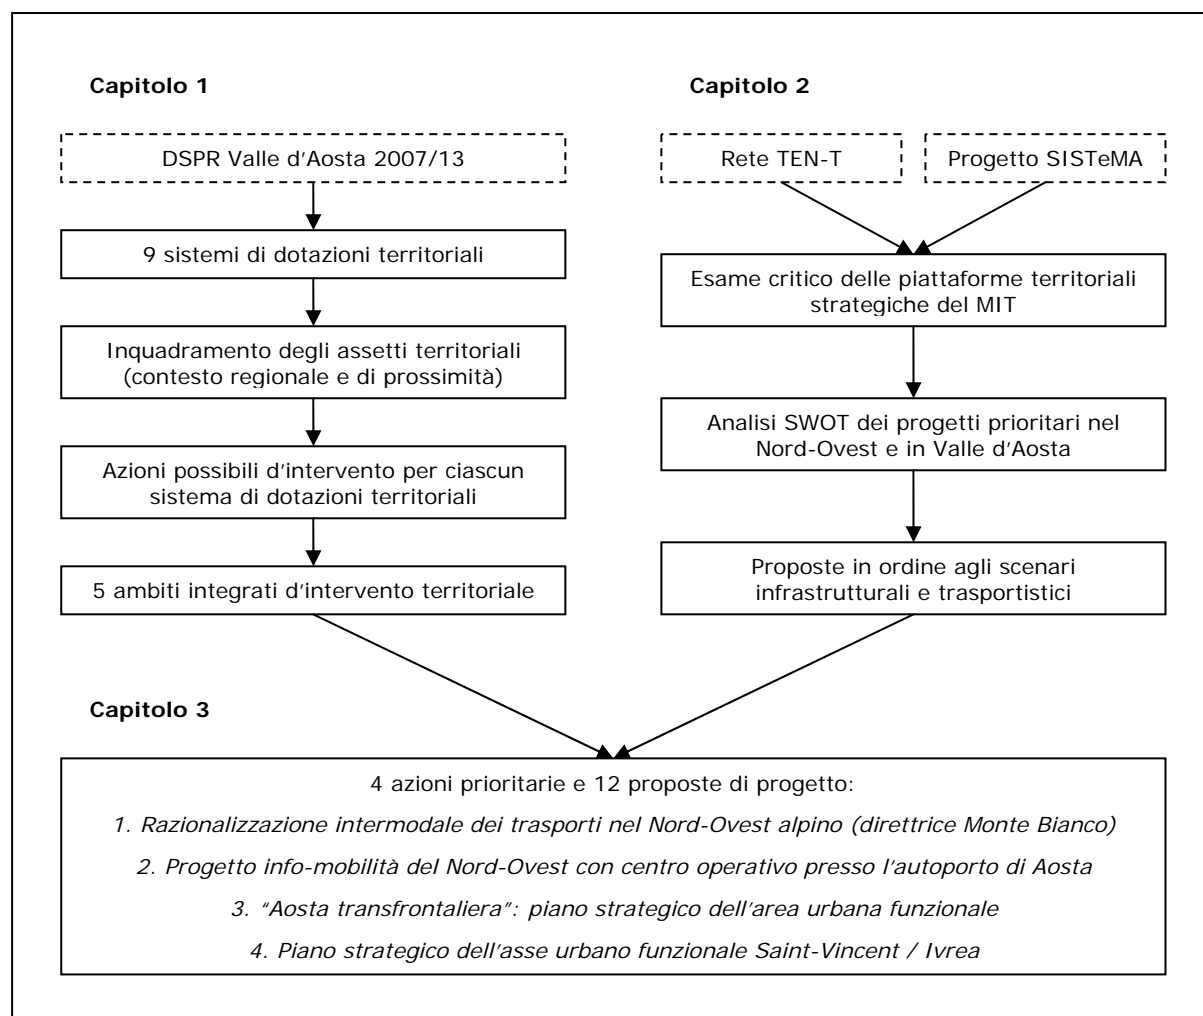 Capitolo 1
DSPR Valle d'Aosta 2007/13
9 sistemi di dotazioni territoriali
Inquadramento degli assetti territoriali
(contesto regionale e di prossimità)
Azioni possibili d'intervento per ciascun
sistema di dotazioni territoriali
5 ambiti integrati d'intervento territoriale
Capitolo 2
Rete TEN-T
Progetto SISTeMA
Esame critico delle piattaforme territoriali
strategiche del MIT
Analisi SWOT dei progetti prioritari nel
Nord-Ovest e in Valle d'Aosta
Proposte in ordine agli scenari
infrastrutturali e trasportistici
Capitolo 3
4 azioni prioritarie e 12 proposte di progetto:
1. Razionalizzazione intermodale dei trasporti nel Nord-Ovest alpino (direttrice Monte Bianco)
2. Progetto info-mobilità del Nord-Ovest con centro operativo presso l'autoporto di Aosta
3. "Aosta transfrontaliera": piano strategico dell'area urbana funzionale
4. Piano strategico dell'asse urbano funzionale Saint-Vincent / Ivrea